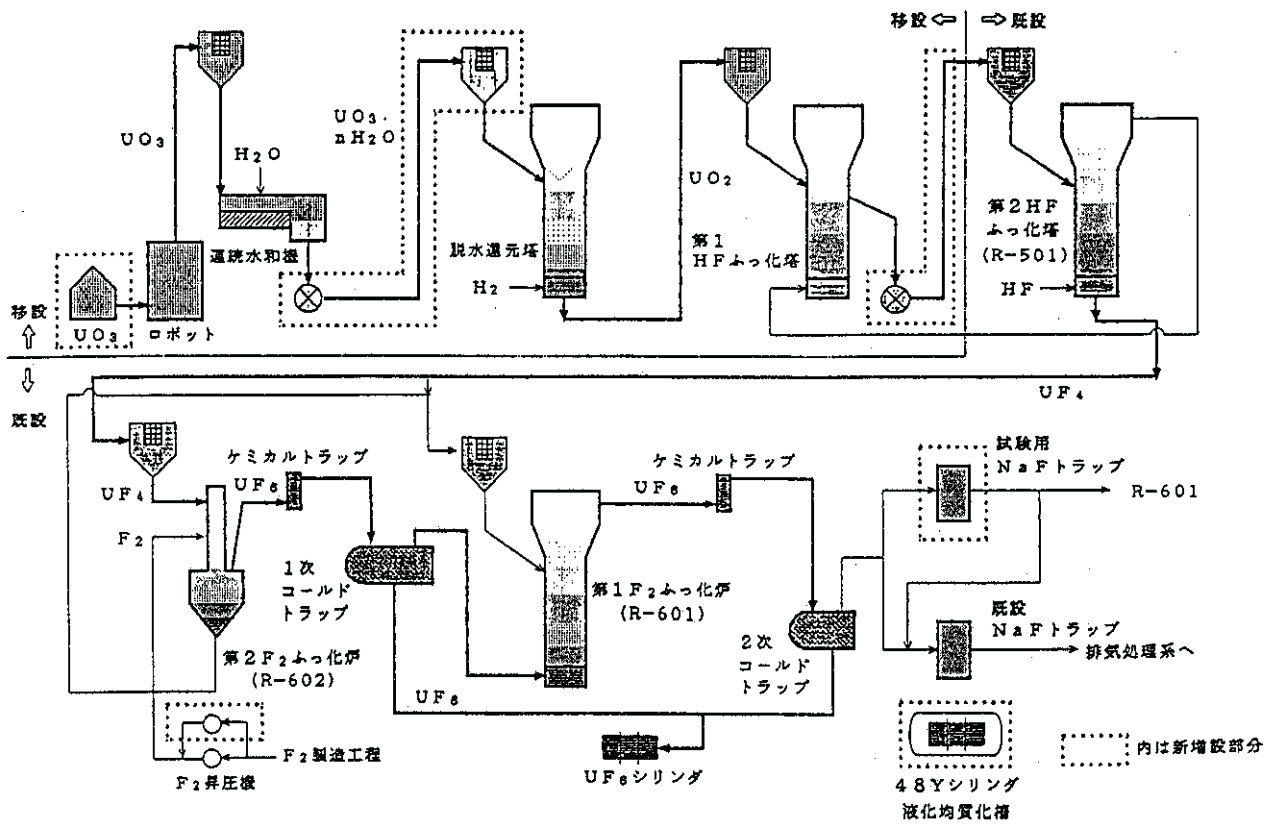 移設⇦ ⇨既設
UO₃
H₂O
連続水和機
UO₃・
nH₂O
脱水還元塔
H₂
UO₂
第1
HFふっ化塔
第2HF
ふっ化塔
(R-501)
HF
移設
⇧
UO₃
ロボット
⇩
既設
UF₄
UF₄
F₂
UF₆
ケミカルトラップ
1次
コールド
トラップ
第2F₂ふっ化炉
(R-602)
F₂製造工程
F₂昇圧機
UF₆
第1F₂ふっ化炉
(R-601)
UF₆
ケミカルトラップ
2次
コールド
トラップ
UF₆シリンダ
試験用
NaFトラップ
R-601
既設
NaFトラップ
排気処理系へ
48Yシリンダ
液化均質化槽
内は新増設部分